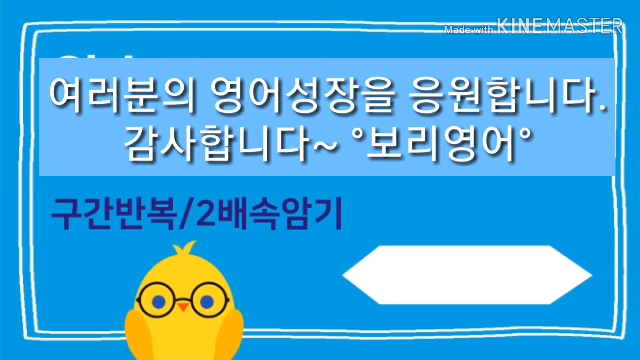 Made with KINEMASTER
여러분의 영어성장을 응원합니다.
감사합니다~ °보리영어°
구간반복/2배속암기